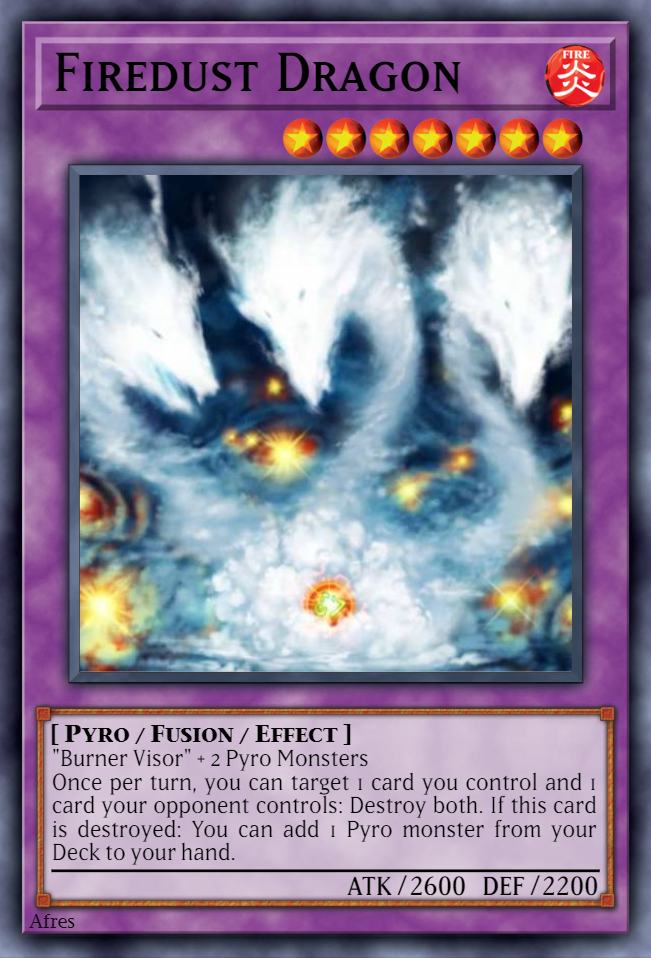 Firedust Dragon
FIRE
炎
[ Pyro / Fusion / Effect ]
"Burner Visor" + 2 Pyro Monsters
Once per turn, you can target 1 card you control and 1
card your opponent controls: Destroy both. If this card
is destroyed: You can add 1 Pyro monster from your
Deck to your hand.
ATK / 2600 DEF / 2200
Afres